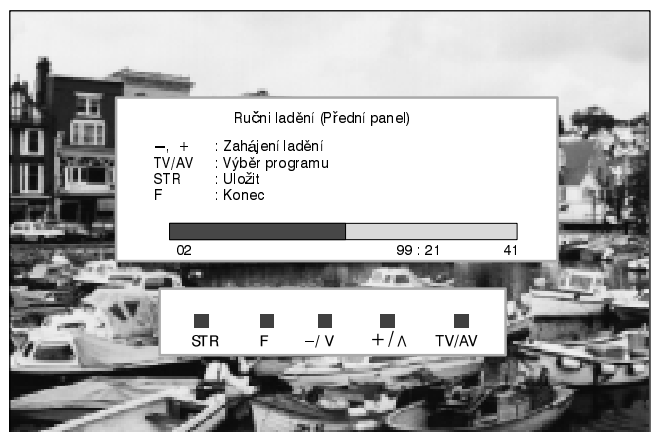 Ručni ladění (Přední panel)
–, + : Zahájení ladění
TV/AV : Výběr programu
STR : Uložit
F : Konec
02 99 : 21 41
STR F –/ V + / Λ TV/AV